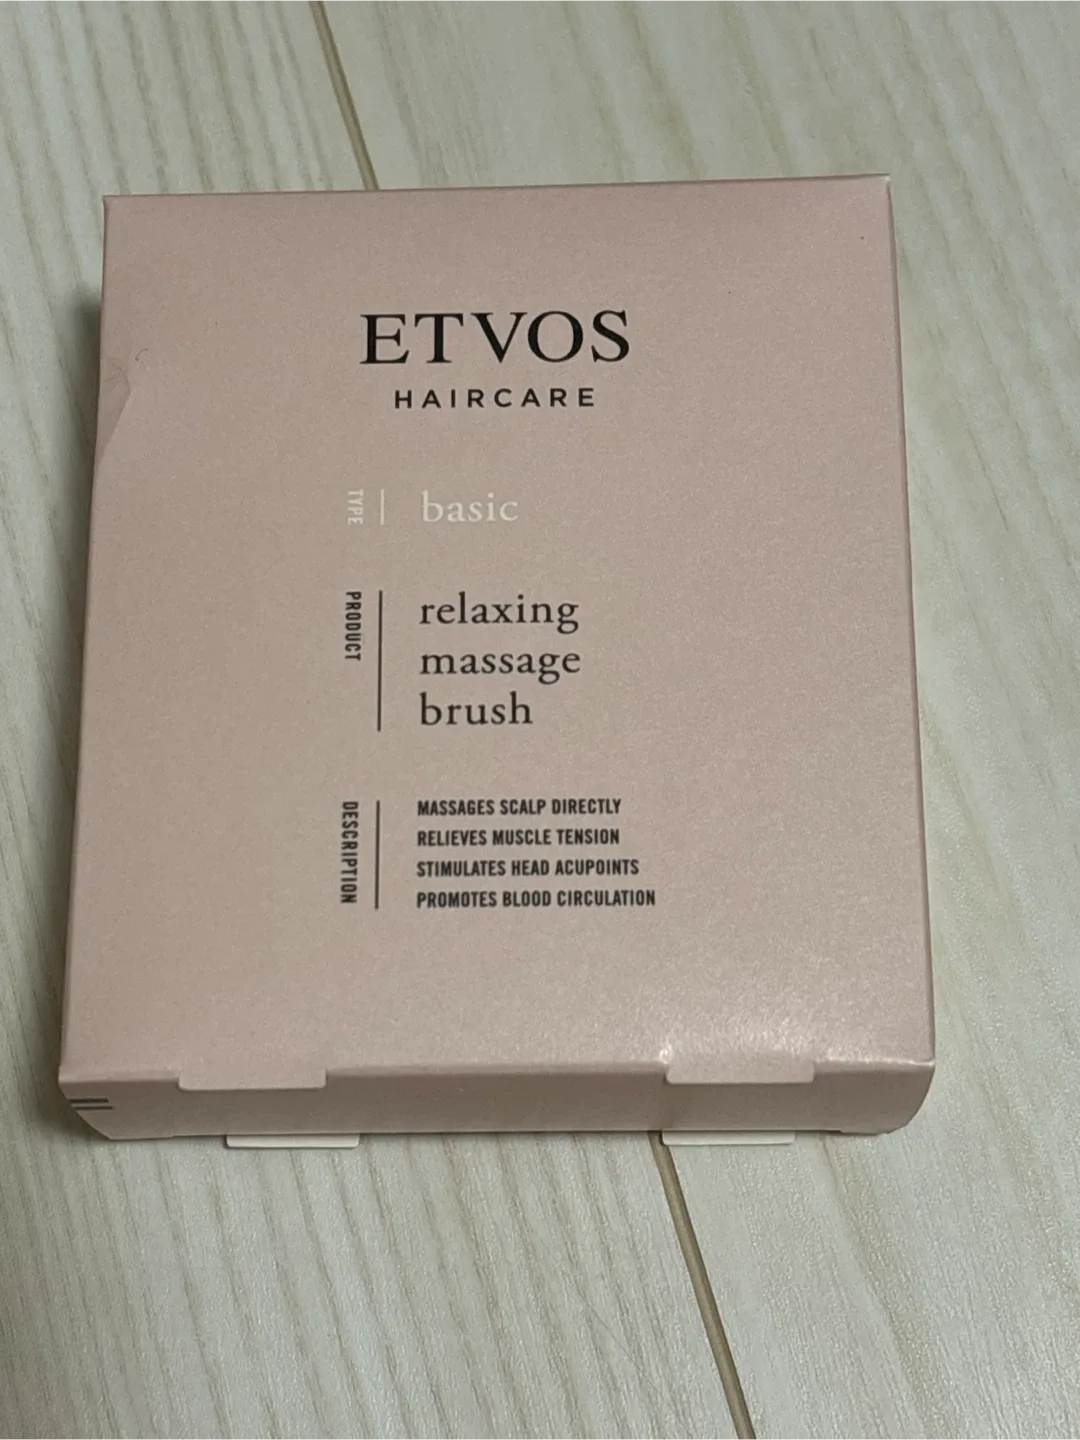 ETVOS
HAIRCARE
TYPE
basic
PRODUCT
relaxing
massage
brush
DESCRIPTION
MASSAGES SCALP DIRECTLY
RELIEVES MUSCLE TENSION
STIMULATES HEAD ACUPOINTS
PROMOTES BLOOD CIRCULATION